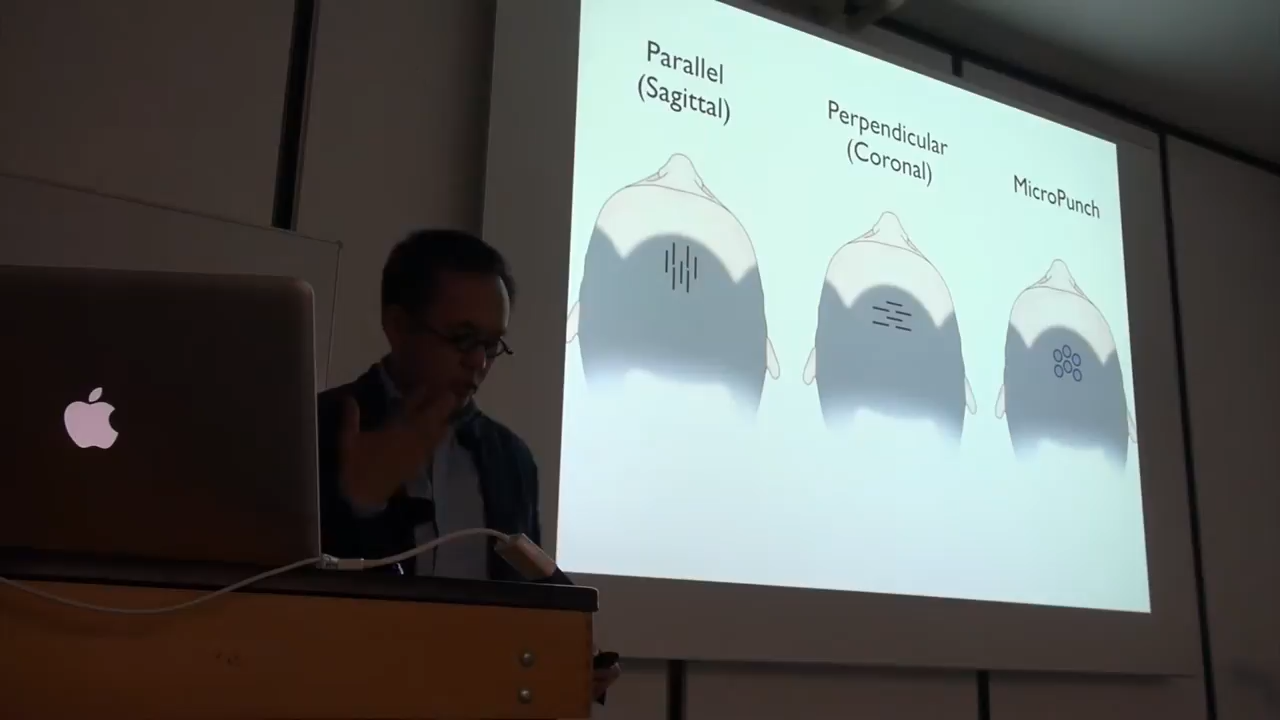 Parallel
(Sagittal)
Perpendicular
(Coronal)
MicroPunch